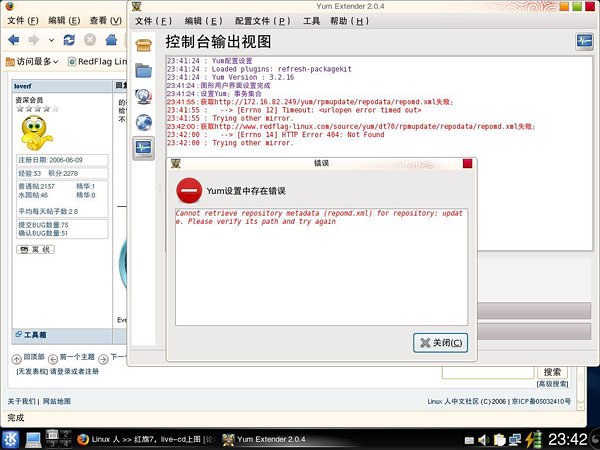 Yum Extender 2.0.4
文件 (F)
编辑 (E)
查看 (V)
文件 (F)
编辑 (E)
配置文件 (P)
工具
帮助 (H)
控制台输出视图
访问最多
RedFlag Lin
23:41:24 : Yum配置设置
23:41:24 : Loaded plugins: refresh-packagekit
23:41:24 : Yum Version : 3.2.16
23:41:24 : 图形用户界面设置完成
23:41:24 : 设置Yum：事务集合
23:41:55 : 获取http://172.16.82.249/yum/rpmupdate/repodata/repomd.xml失败：
23:41:55 :   --> [Errno 12] Timeout: <urlopen error timed out>
23:41:55 : Trying other mirror.
23:42:00 : 获取http://www.redflag-linux.com/source/yum/dt70/rpmupdate/repodata/repomd.xml失败：
23:42:00 :   --> [Errno 14] HTTP Error 404: Not Found
23:42:00 : Trying other mirror.
loverf
资深会员
注册日期: 2006-06-09
经验:53 积分:2278
普通帖:2157 精华:1
水园帖:46 精华:0
平均每天帖子数:2.8
提交BUG数量:75
确认BUG数量:51
离 线
错误
Yum设置中存在错误
Cannot retrieve repository metadata (repomd.xml) for repository: updat
e. Please verify its path and try again
关闭(C)
Eve
工具箱
回顶部
前一个主题
下一个
[无发表权] 请登录或者注册
搜索
[高级搜索]
关于我们 | 网站地图
Linux 人中文社区 (C) 2006 | 京ICP备05032410号
完成
Linux 人 >> 红旗7，live-cd上图 [论
Yum Extender 2.0.4
23:42